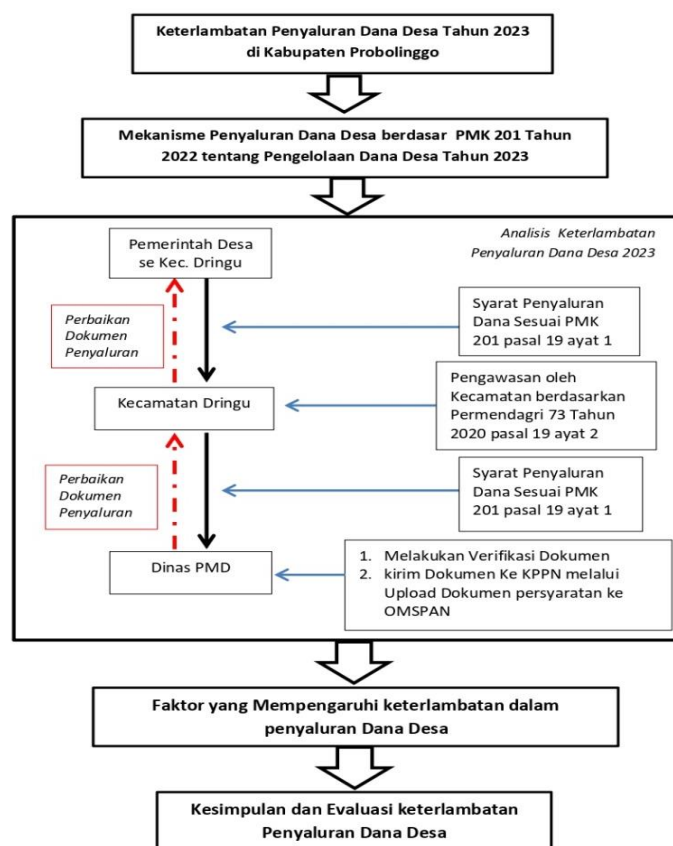 Keterlambatan Penyaluran Dana Desa Tahun 2023
di Kabupaten Probolinggo
Mekanisme Penyaluran Dana Desa berdasar PMK 201 Tahun
2022 tentang Pengelolaan Dana Desa Tahun 2023
Analisis Keterlambatan
Penyaluran Dana Desa 2023
Pemerintah Desa
se Kec. Dringu
Perbaikan
Dokumen
Penyaluran
Syarat Penyaluran
Dana Sesuai PMK
201 pasal 19 ayat 1
Kecamatan Dringu
Pengawasan oleh
Kecamatan berdasarkan
Permendagri 73 Tahun
2020 pasal 19 ayat 2
Perbaikan
Dokumen
Penyaluran
Syarat Penyaluran
Dana Sesuai PMK
201 pasal 19 ayat 1
Dinas PMD
1. Melakukan Verifikasi Dokumen
2. kirim Dokumen Ke KPPN melalui
Upload Dokumen persyaratan ke
OMSPAN
Faktor yang Mempengaruhi keterlambatan dalam
penyaluran Dana Desa
Kesimpulan dan Evaluasi keterlambatan
Penyaluran Dana Desa